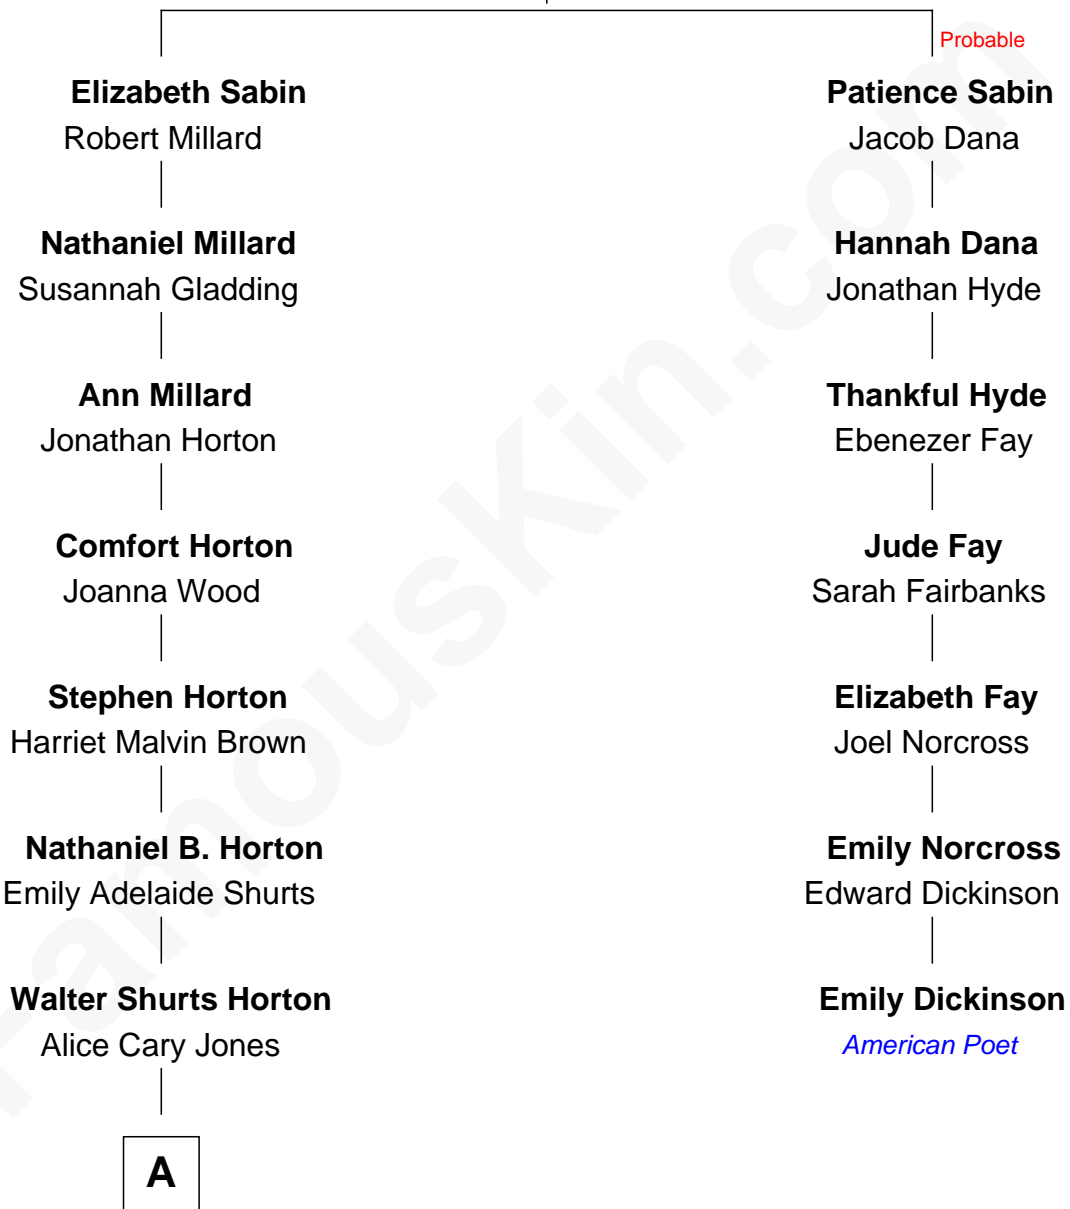 Probable
Elizabeth Sabin
Robert Millard
Patience Sabin
Jacob Dana
Nathaniel Millard
Susannah Gladding
Hannah Dana
Jonathan Hyde
Ann Millard
Jonathan Horton
Thankful Hyde
Ebenezer Fay
Comfort Horton
Joanna Wood
Jude Fay
Sarah Fairbanks
Stephen Horton
Harriet Malvin Brown
Elizabeth Fay
Joel Norcross
Nathaniel B. Horton
Emily Adelaide Shurts
Emily Norcross
Edward Dickinson
Walter Shurts Horton
Alice Cary Jones
Emily Dickinson
American Poet
A
FamousKin.com